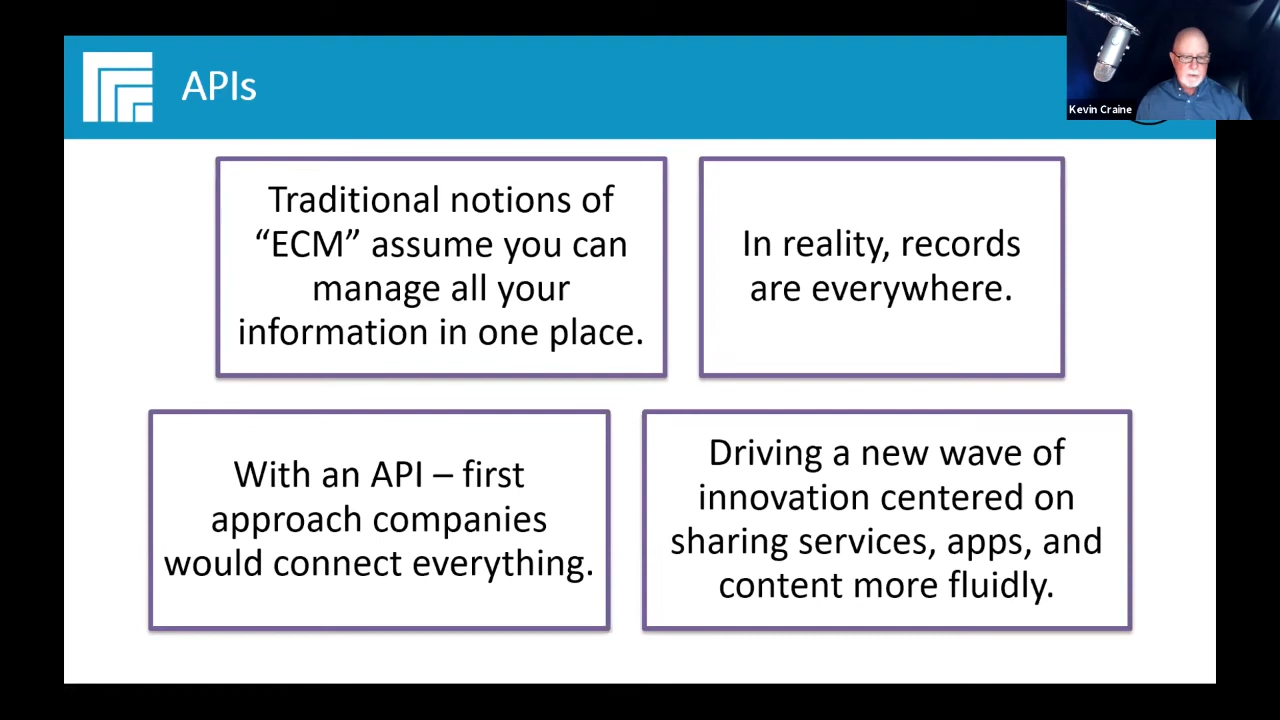 APIs
Kevin Craine
Traditional notions of
“ECM” assume you can
manage all your
information in one place.
In reality, records
are everywhere.
With an API – first
approach companies
would connect everything.
Driving a new wave of
innovation centered on
sharing services, apps, and
content more fluidly.